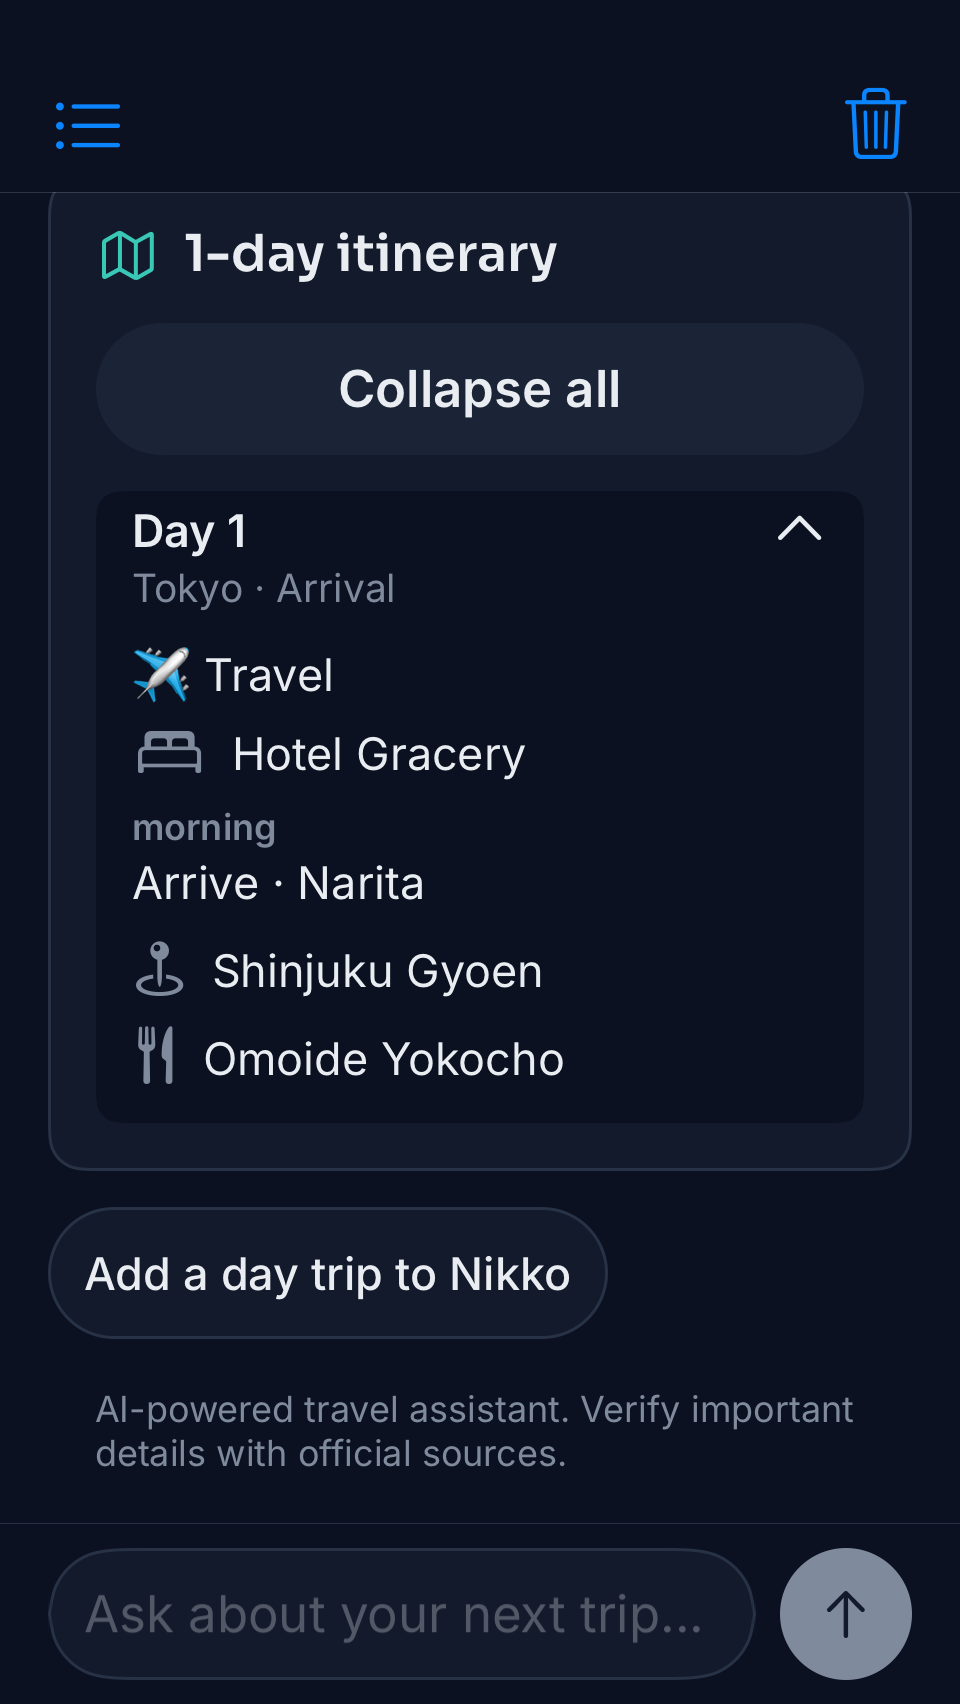 1-day itinerary
Collapse all
Day 1
Tokyo · Arrival
✈️ Travel
Hotel Gracery
morning
Arrive · Narita
Shinjuku Gyoen
Omoide Yokocho
Add a day trip to Nikko
AI-powered travel assistant. Verify important
details with official sources.
Ask about your next trip...